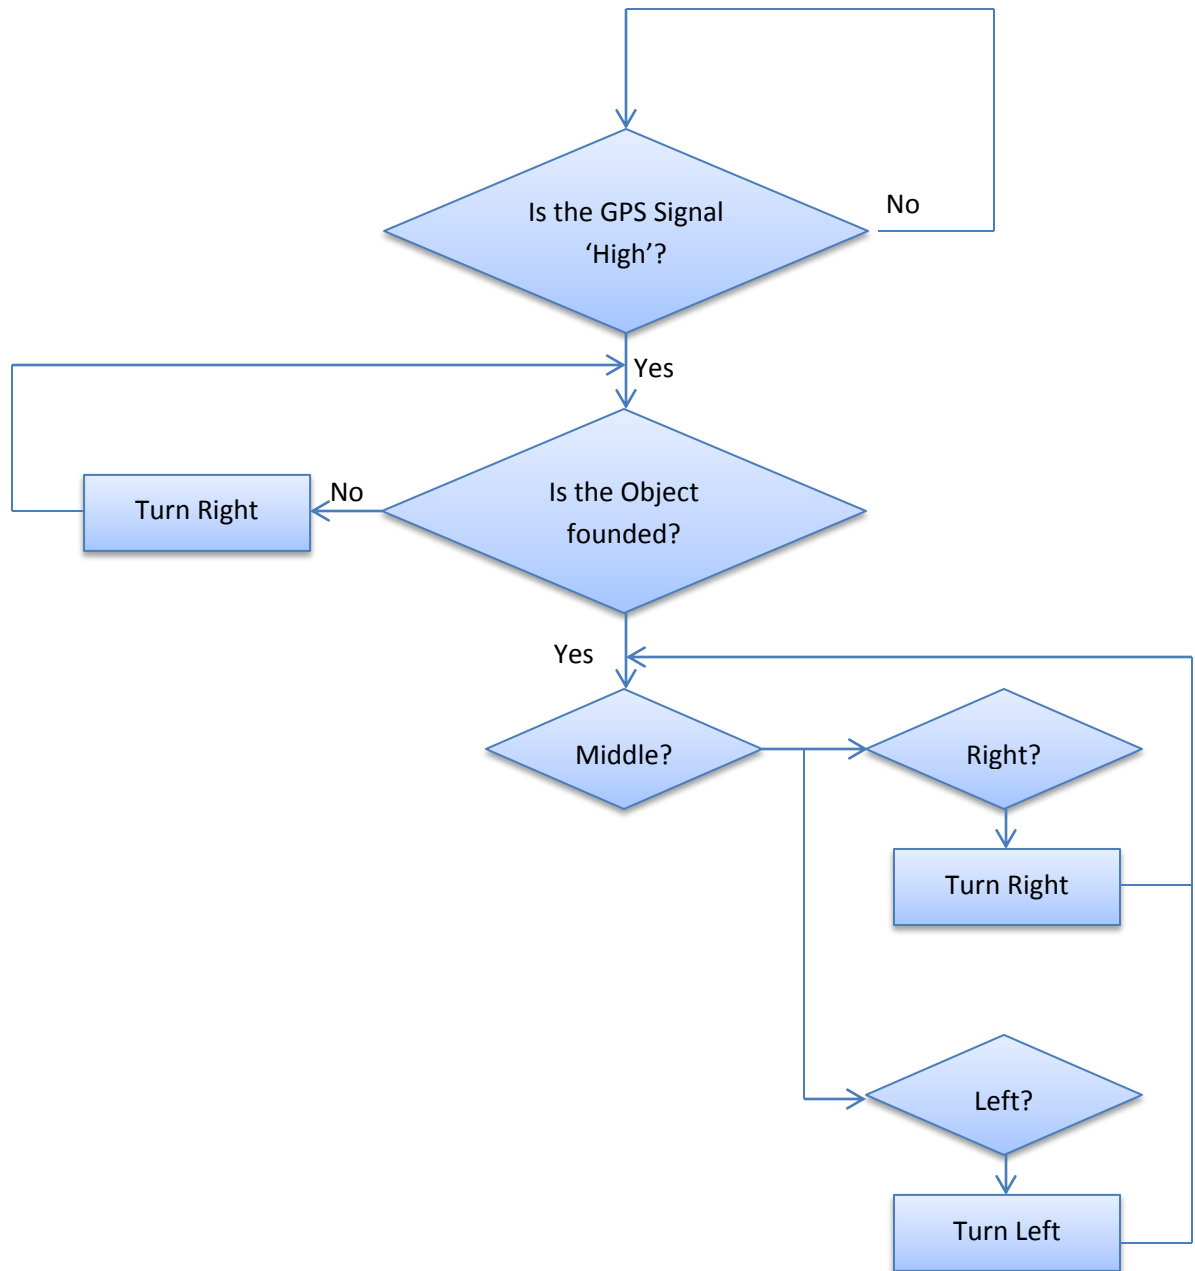 Is the GPS Signal
‘High’?
No
Yes
Is the Object
founded?
No
Turn Right
Yes
Middle?
Right?
Turn Right
Left?
Turn Left